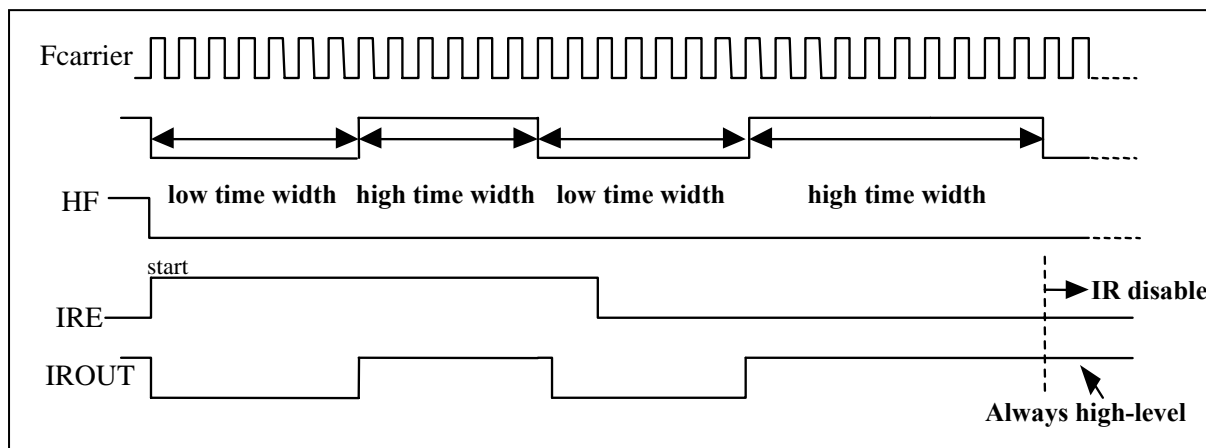 Fcarrier
low time width high time width low time width high time width
HF
start
IR disable
IRE
IROUT
Always high-level